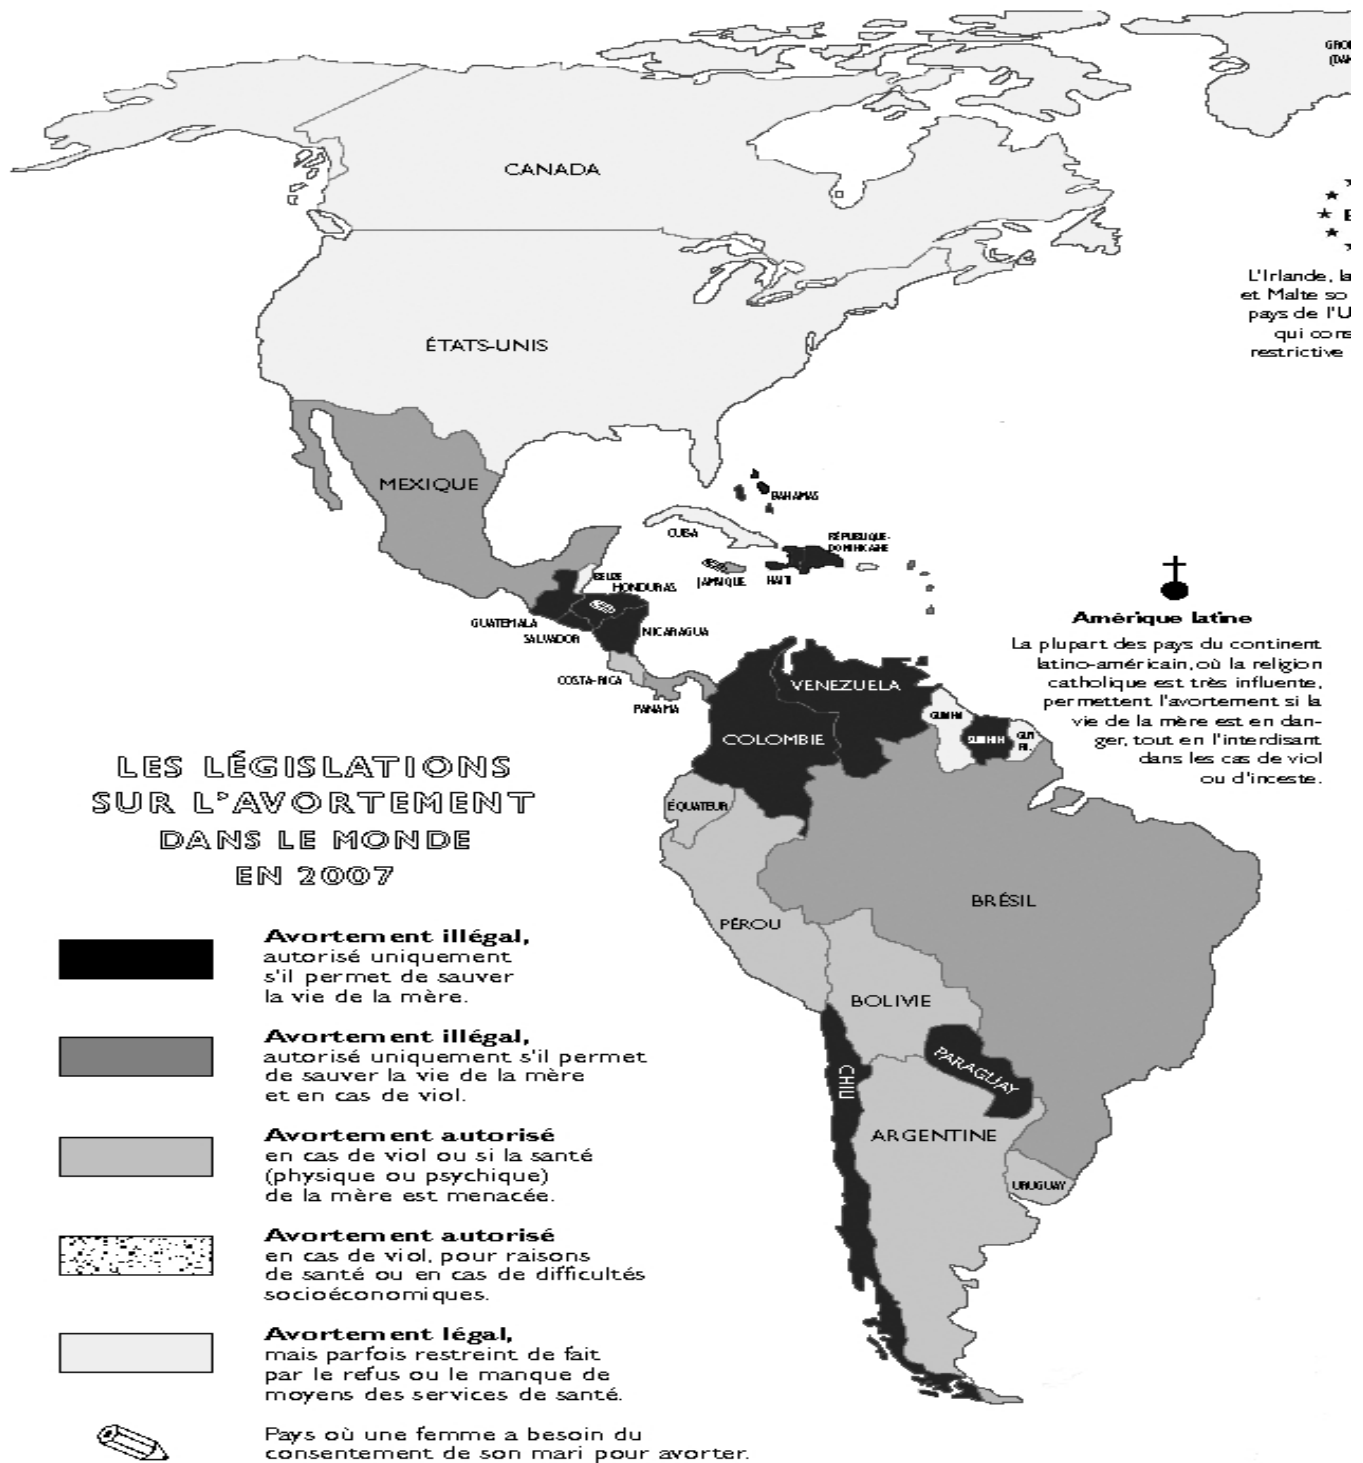 GRO
(DA
CANADA
ÉTATS-UNIS
L'Irlande, la
et Malte so
pays de l'U
qui cons
restrictive
MEXIQUE
BAHAMAS
CUBA
RÉPUBLIQUE-
DOMINICAINE
JAMAIQUE
HAITI
BELIZE
HONDURAS
GUATEMALA
SALVADOR
NICARAGUA
COSTA-RICA
PANAMA
VENEZUELA
COLOMBIE
ÉQUATEUR
PÉROU
BRÉSIL
BOLIVIE
PARAGUAY
CHILI
ARGENTINE
URUGUAY
Amérique latine
La plupart des pays du continent
latino-américain, où la religion
catholique est très influente,
permettent l'avortement si la
vie de la mère est en dan-
ger, tout en l'interdisant
dans les cas de viol
ou d'inceste.
LES LÉGISLATIONS
SUR L'AVORTEMENT
DANS LE MONDE
EN 2007
Avortement illégal,
autorisé uniquement
s'il permet de sauver
la vie de la mère.
Avortement illégal,
autorisé uniquement s'il permet
de sauver la vie de la mère
et en cas de viol.
Avortement autorisé
en cas de viol ou si la santé
(physique ou psychique)
de la mère est menacée.
Avortement autorisé
en cas de viol, pour raisons
de santé ou en cas de difficultés
socioéconomiques.
Avortement légal,
mais parfois restreint de fait
par le refus ou le manque de
moyens des services de santé.
Pays où une femme a besoin du
consentement de son mari pour avorter.